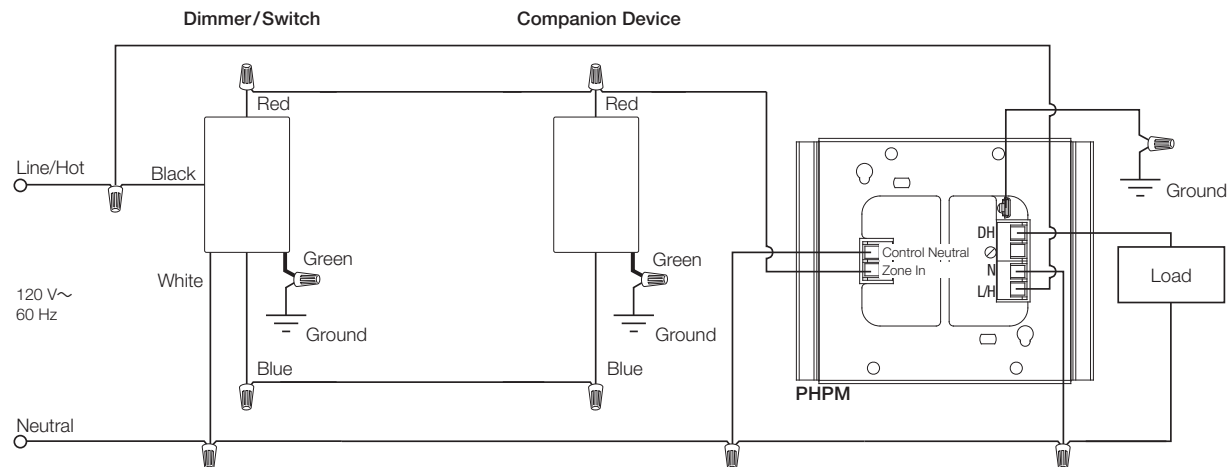 Dimmer/Switch
Companion Device
Red
Red
Line/Hot
Black
Ground
DH
Control Neutral
Green
Green
Zone In
N
Load
White
L/H
120 V~
60 Hz
Ground
Ground
Blue
Blue
PHPM
Neutral